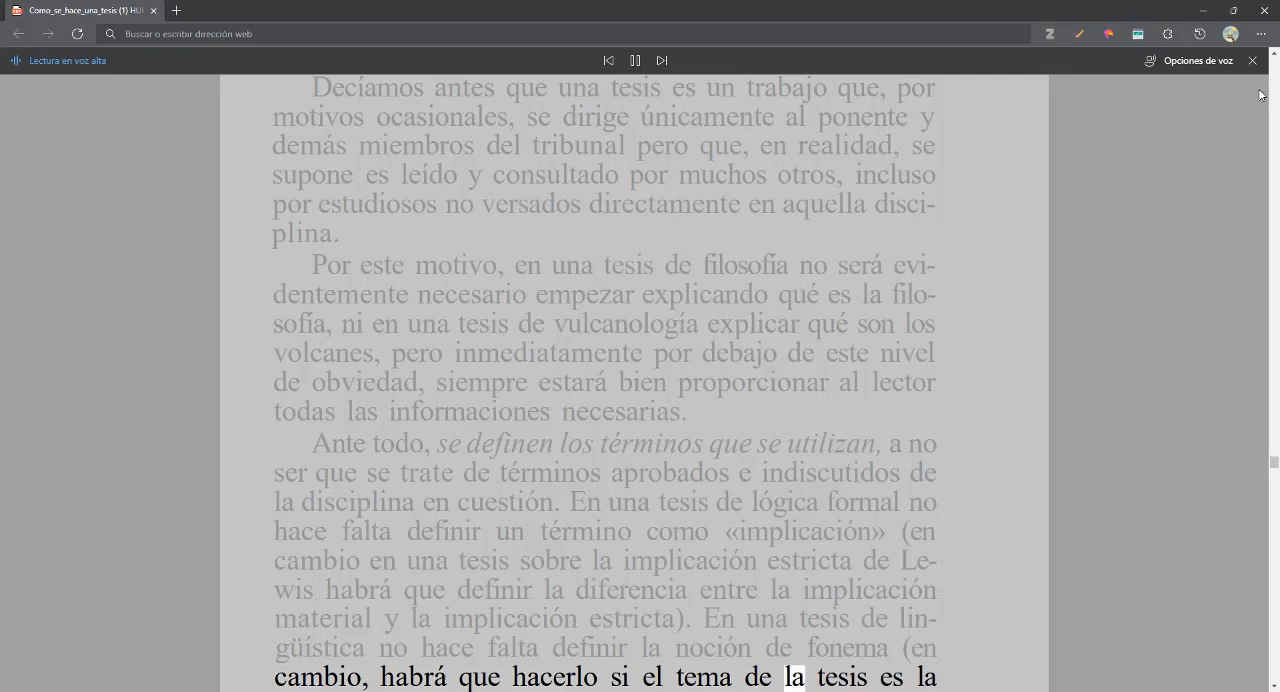 Como_se_hace_una_tesis (1) HU
Buscar o escribir dirección web
Lectura en voz alta
Opciones de voz
Decíamos antes que una tesis es un trabajo que, por
motivos ocasionales, se dirige únicamente al ponente y
demás miembros del tribunal pero que, en realidad, se
supone es leído y consultado por muchos otros, incluso
por estudiosos no versados directamente en aquella disci-
plina.
Por este motivo, en una tesis de filosofía no será evi-
dentemente necesario empezar explicando qué es la filo-
sofía, ni en una tesis de vulcanología explicar qué son los
volcanes, pero inmediatamente por debajo de este nivel
de obviedad, siempre estará bien proporcionar al lector
todas las informaciones necesarias.
Ante todo, se definen los términos que se utilizan, a no
ser que se trate de términos aprobados e indiscutidos de
la disciplina en cuestión. En una tesis de lógica formal no
hace falta definir un término como «implicación» (en
cambio en una tesis sobre la implicación estricta de Le-
wis habrá que definir la diferencia entre la implicación
material y la implicación estricta). En una tesis de lin-
güística no hace falta definir la noción de fonema (en
cambio, habrá que hacerlo si el tema de la tesis es la